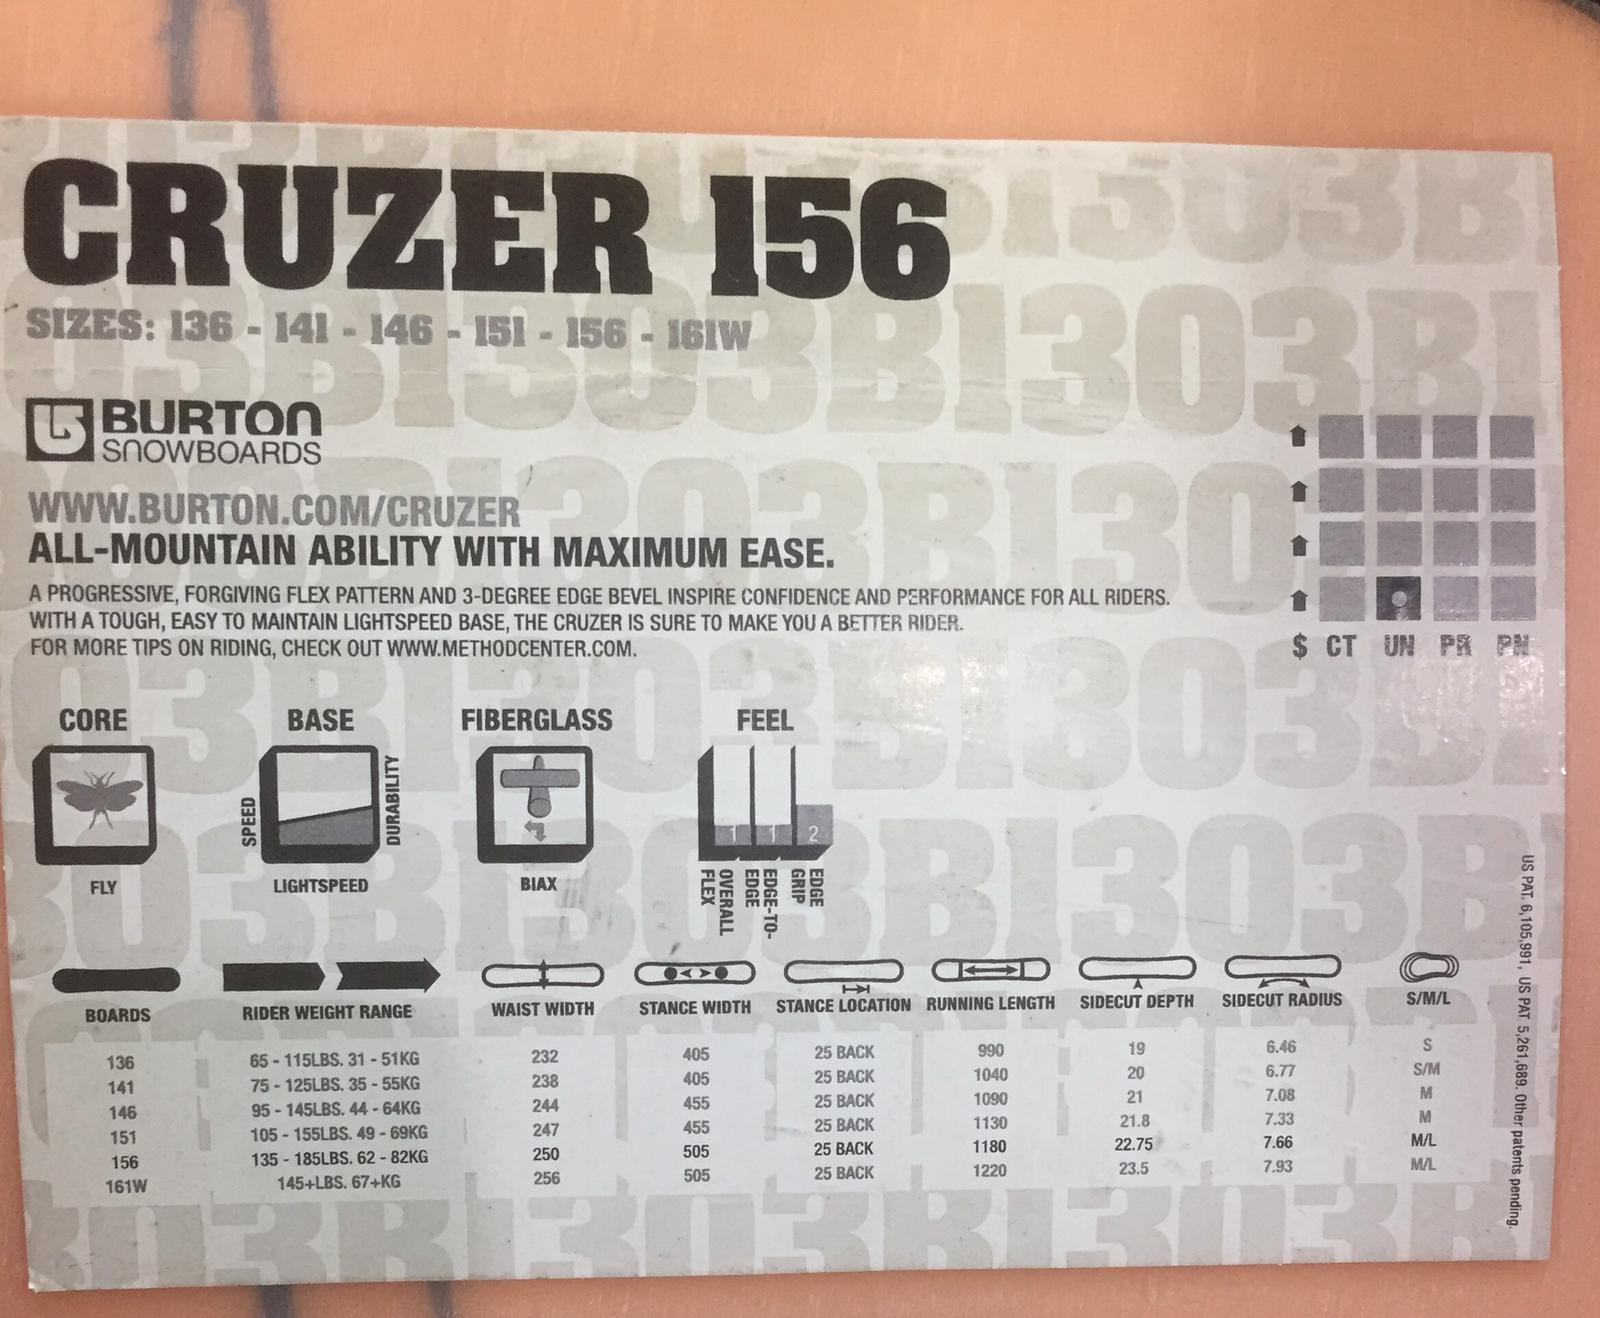 CRUZER 156
SIZES: 136 - 141 - 146 - 151 - 156 - 161W
BURTON
SNOWBOARDS
WWW.BURTON.COM/CRUZER
ALL-MOUNTAIN ABILITY WITH MAXIMUM EASE.
A PROGRESSIVE, FORGIVING FLEX PATTERN AND 3-DEGREE EDGE BEVEL INSPIRE CONFIDENCE AND PERFORMANCE FOR ALL RIDERS.
WITH A TOUGH, EASY TO MAINTAIN LIGHTSPEED BASE, THE CRUZER IS SURE TO MAKE YOU A BETTER RIDER.
FOR MORE TIPS ON RIDING, CHECK OUT WWW.METHODCENTER.COM.
$ CT UN PR PN
CORE BASE FIBERGLASS FEEL
SPEED
DURABILITY
1 1 2
FLY LIGHTSPEED BIAX
OVERALL FLEX
EDGE-TO-EDGE
EDGE GRIP
BOARDS RIDER WEIGHT RANGE WAIST WIDTH STANCE WIDTH STANCE LOCATION RUNNING LENGTH SIDECUT DEPTH SIDECUT RADIUS S/M/L
136 65 - 115LBS. 31 - 51KG 232 405 25 BACK 990 19 6.46 S
141 75 - 125LBS. 35 - 55KG 238 405 25 BACK 1040 20 6.77 S/M
146 95 - 145LBS. 44 - 64KG 244 455 25 BACK 1090 21 7.08 M
151 105 - 155LBS. 49 - 69KG 247 455 25 BACK 1130 21.8 7.33 M
156 135 - 185LBS. 62 - 82KG 250 505 25 BACK 1180 22.75 7.66 M/L
161W 145+LBS. 67+KG 256 505 25 BACK 1220 23.5 7.93 M/L
US PAT. 6,105,991, US PAT. 5,261,689. Other patents pending.